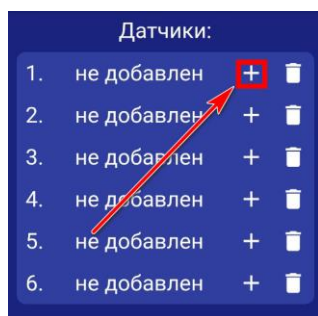 Датчики:
1. не добавлен +
2. не добавлен +
3. не добавлен +
4. не добавлен +
5. не добавлен +
6. не добавлен +